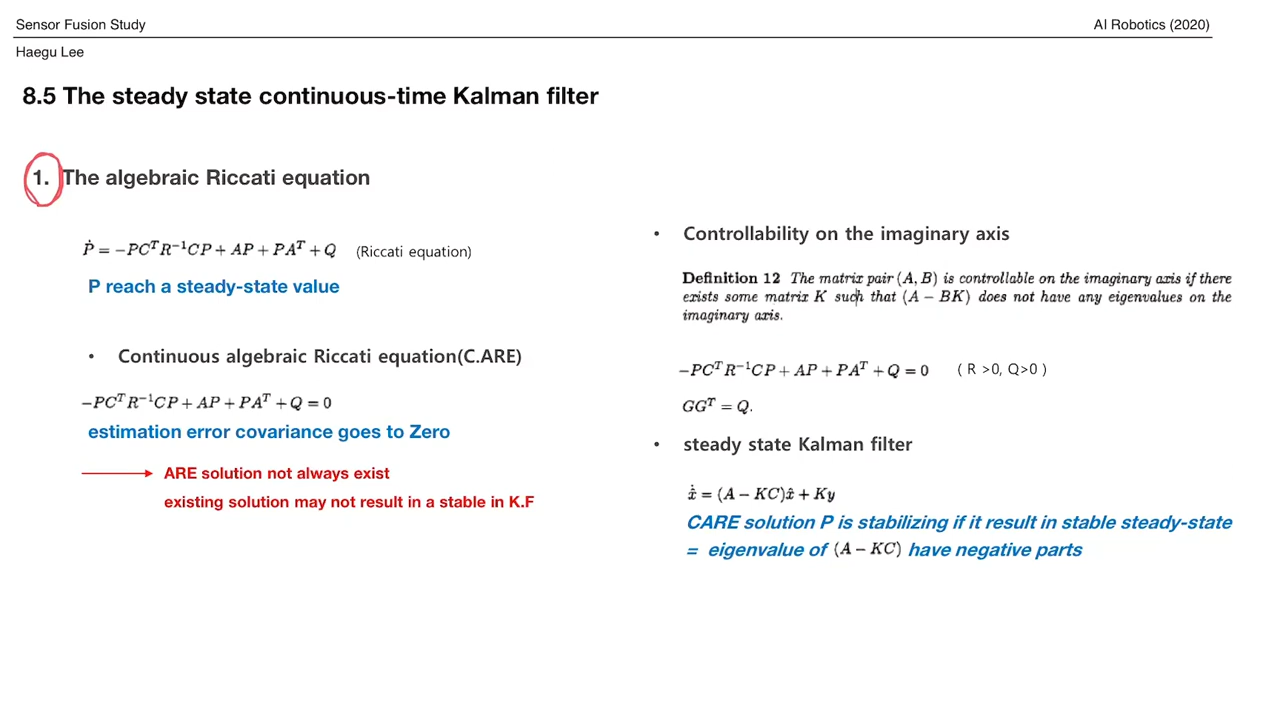 Sensor Fusion Study
AI Robotics (2020)
Haegu Lee
8.5 The steady state continuous-time Kalman filter
1. The algebraic Riccati equation
Ṗ = −PCᵀR⁻¹CP + AP + PAᵀ + Q (Riccati equation)
P reach a steady-state value
• Continuous algebraic Riccati equation(C.ARE)
−PCᵀR⁻¹CP + AP + PAᵀ + Q = 0
estimation error covariance goes to Zero
ARE solution not always exist
existing solution may not result in a stable in K.F
• Controllability on the imaginary axis
Definition 12 The matrix pair (A, B) is controllable on the imaginary axis if there
exists some matrix K such that (A − BK) does not have any eigenvalues on the
imaginary axis.
−PCᵀR⁻¹CP + AP + PAᵀ + Q = 0 ( R >0, Q>0 )
GGᵀ = Q.
• steady state Kalman filter
x̂̇ = (A − KC)x̂ + Ky
CARE solution P is stabilizing if it result in stable steady-state
= eigenvalue of (A − KC) have negative parts